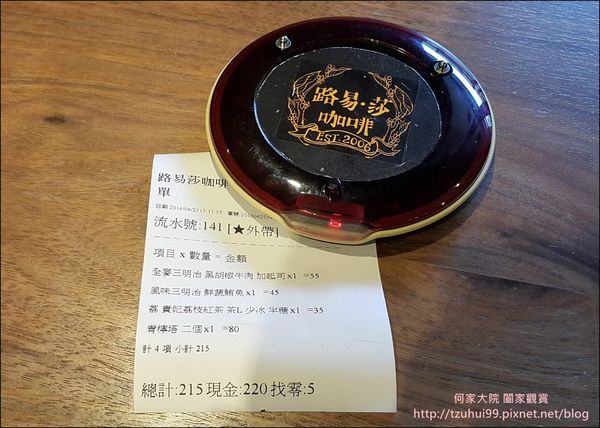 路易·莎
咖啡
EST. 2006
路易莎咖啡
單
流水號:141 [★外帶]
項目 x 數量 = 金額
全麥三明治 黑胡椒牛肉 加起司x1 =55
風味三明治 鮮蔬鮪魚x1 =45
荔 貴妃荔枝紅茶 茶L 少冰 半糖x1 =35
青檸塔 二個x1 =80
計 4 項 小計 215
總計:215 現金:220 找零:5
何家大院 闔家觀賞
http://tzuhui99.pixnet.net/blog